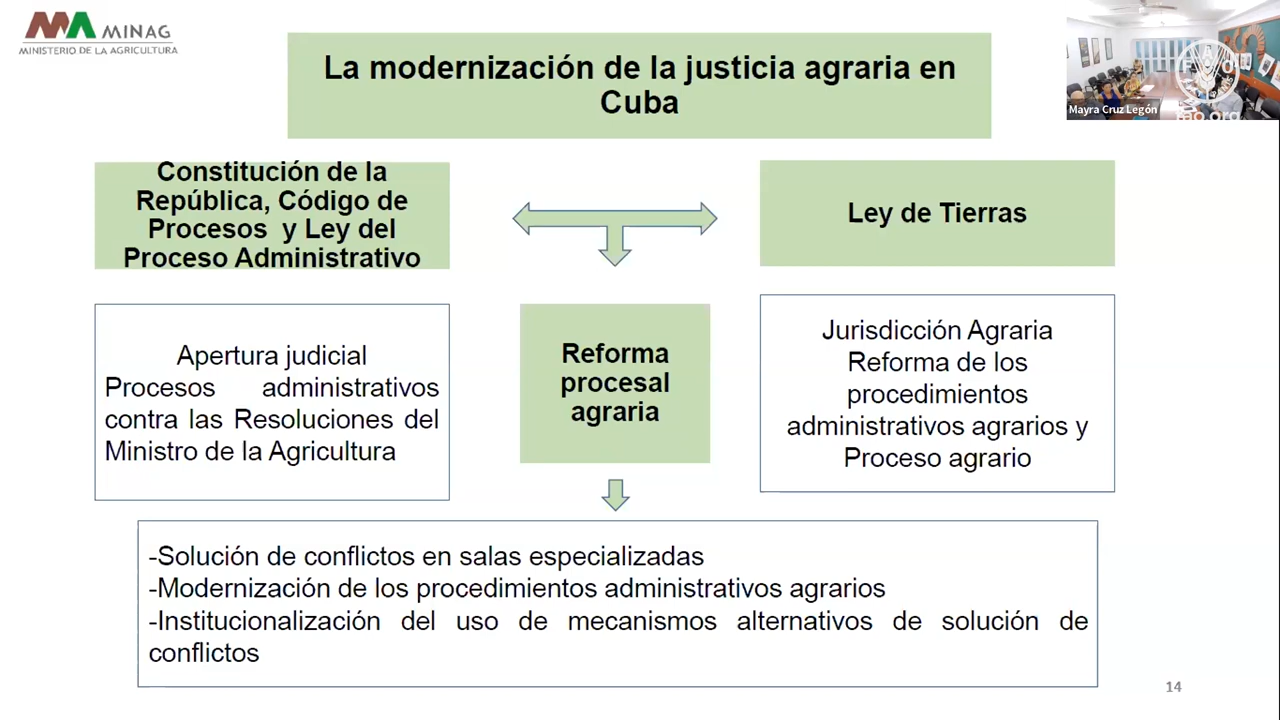 MINAG
MINISTERIO DE LA AGRICULTURA
La modernización de la justicia agraria en
Cuba
Mayra Cruz Legón
fao.org
Constitución de la
República, Código de
Procesos y Ley del
Proceso Administrativo
Ley de Tierras
Apertura judicial
Procesos administrativos
contra las Resoluciones del
Ministro de la Agricultura
Reforma
procesal
agraria
Jurisdicción Agraria
Reforma de los
procedimientos
administrativos agrarios y
Proceso agrario
-Solución de conflictos en salas especializadas
-Modernización de los procedimientos administrativos agrarios
-Institucionalización del uso de mecanismos alternativos de solución de
conflictos
14